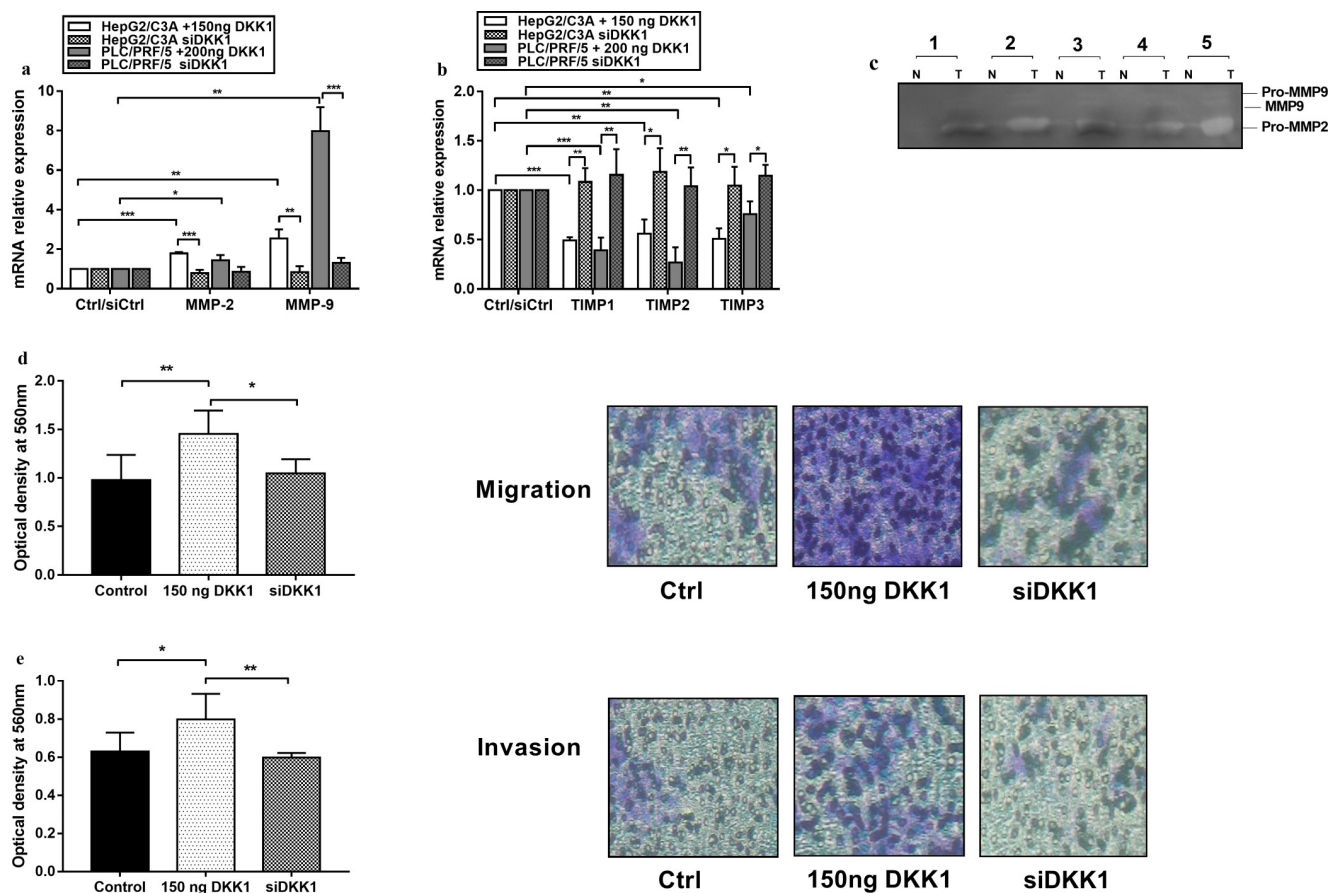 HepG2/C3A +150ng DKK1
HepG2/C3A siDKK1
PLC/PRF/5 +200ng DKK1
PLC/PRF/5 siDKK1
a
mRNA relative expression
10
8
6
4
2
0
***
*
**
**
***
**
***
Ctrl/siCtrl MMP-2 MMP-9
HepG2/C3A + 150 ng DKK1
HepG2/C3A siDKK1
PLC/PRF/5 + 200 ng DKK1
PLC/PRF/5 siDKK1
b
mRNA relative expression
2.0
1.5
1.0
0.5
0.0
*
**
**
**
***
***
**
**
*
**
*
*
Ctrl/siCtrl TIMP1 TIMP2 TIMP3
c
1 2 3 4 5
N T N T N T N T N T
Pro-MMP9
MMP9
Pro-MMP2
d
Optical density at 560nm
2.0
1.5
1.0
0.5
0.0
** *
Control 150 ng DKK1 siDKK1
Migration
Ctrl 150ng DKK1 siDKK1
e
Optical density at 560nm
1.0
0.8
0.6
0.4
0.2
0.0
* **
Control 150 ng DKK1 siDKK1
Invasion
Ctrl 150ng DKK1 siDKK1